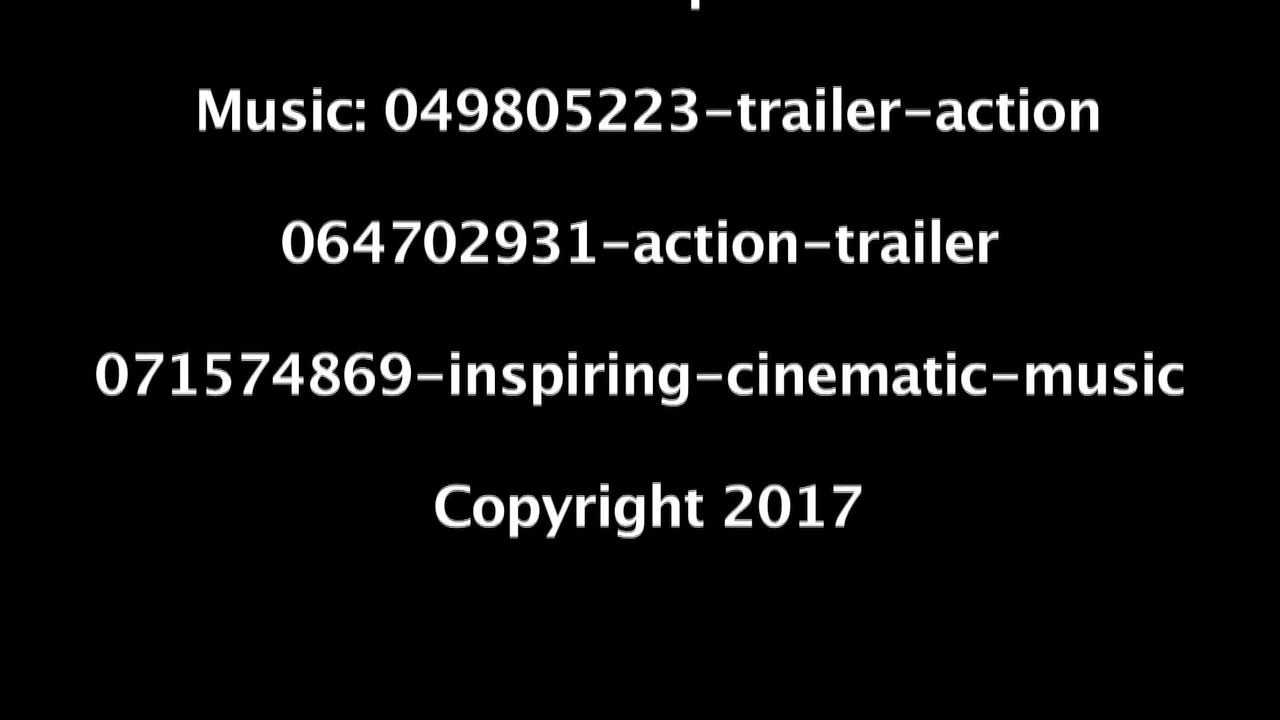 Music: 049805223-trailer-action
064702931-action-trailer
071574869-inspiring-cinematic-music
Copyright 2017